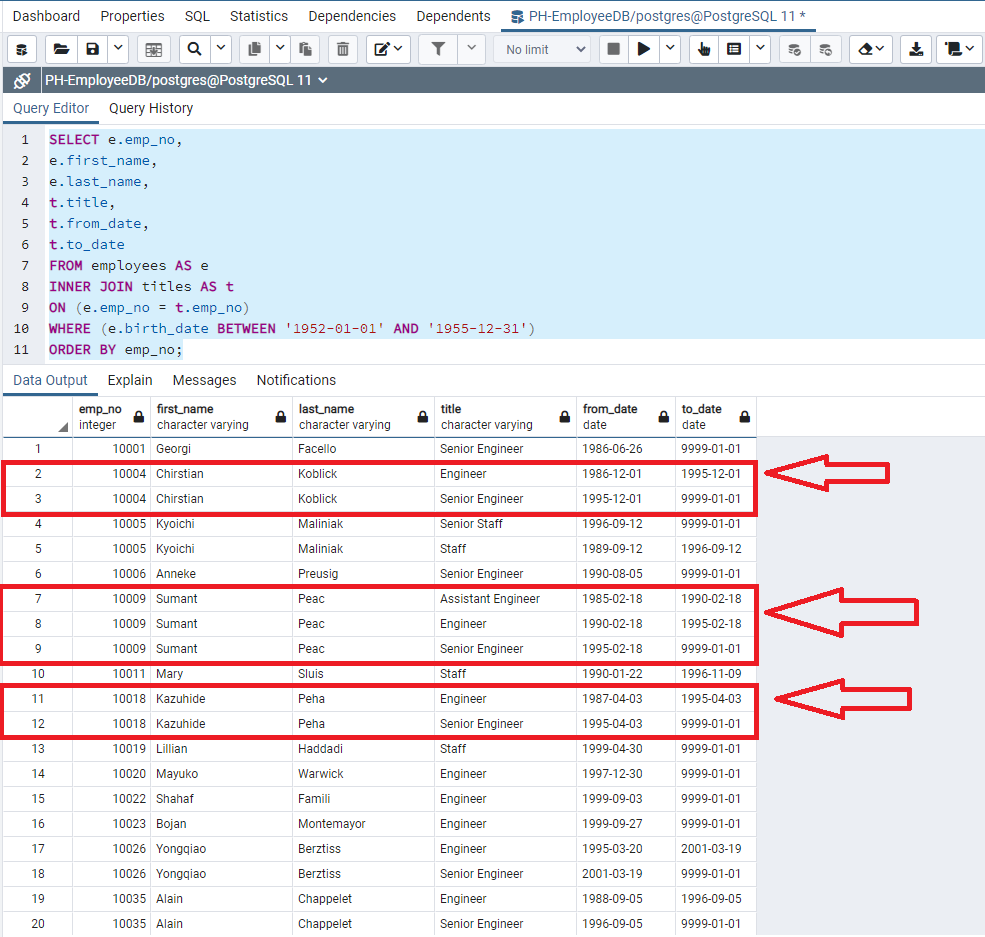 Dashboard Properties SQL Statistics Dependencies Dependents PH-EmployeeDB/postgres@PostgreSQL 11 *
No limit
PH-EmployeeDB/postgres@PostgreSQL 11
Query Editor Query History
1 SELECT e.emp_no,
2 e.first_name,
3 e.last_name,
4 t.title,
5 t.from_date,
6 t.to_date
7 FROM employees AS e
8 INNER JOIN titles AS t
9 ON (e.emp_no = t.emp_no)
10 WHERE (e.birth_date BETWEEN '1952-01-01' AND '1955-12-31')
11 ORDER BY emp_no;
Data Output Explain Messages Notifications
emp_no first_name last_name title from_date to_date
integer character varying character varying character varying date date
1 10001 Georgi Facello Senior Engineer 1986-06-26 9999-01-01
2 10004 Chirstian Koblick Engineer 1986-12-01 1995-12-01
3 10004 Chirstian Koblick Senior Engineer 1995-12-01 9999-01-01
4 10005 Kyoichi Maliniak Senior Staff 1996-09-12 9999-01-01
5 10005 Kyoichi Maliniak Staff 1989-09-12 1996-09-12
6 10006 Anneke Preusig Senior Engineer 1990-08-05 9999-01-01
7 10009 Sumant Peac Assistant Engineer 1985-02-18 1990-02-18
8 10009 Sumant Peac Engineer 1990-02-18 1995-02-18
9 10009 Sumant Peac Senior Engineer 1995-02-18 9999-01-01
10 10011 Mary Sluis Staff 1990-01-22 1996-11-09
11 10018 Kazuhide Peha Engineer 1987-04-03 1995-04-03
12 10018 Kazuhide Peha Senior Engineer 1995-04-03 9999-01-01
13 10019 Lillian Haddadi Staff 1999-04-30 9999-01-01
14 10020 Mayuko Warwick Engineer 1997-12-30 9999-01-01
15 10022 Shahaf Famili Engineer 1999-09-03 9999-01-01
16 10023 Bojan Montemayor Engineer 1999-09-27 9999-01-01
17 10026 Yongqiao Berztiss Engineer 1995-03-20 2001-03-19
18 10026 Yongqiao Berztiss Senior Engineer 2001-03-19 9999-01-01
19 10035 Alain Chappelet Engineer 1988-09-05 1996-09-05
20 10035 Alain Chappelet Senior Engineer 1996-09-05 9999-01-01